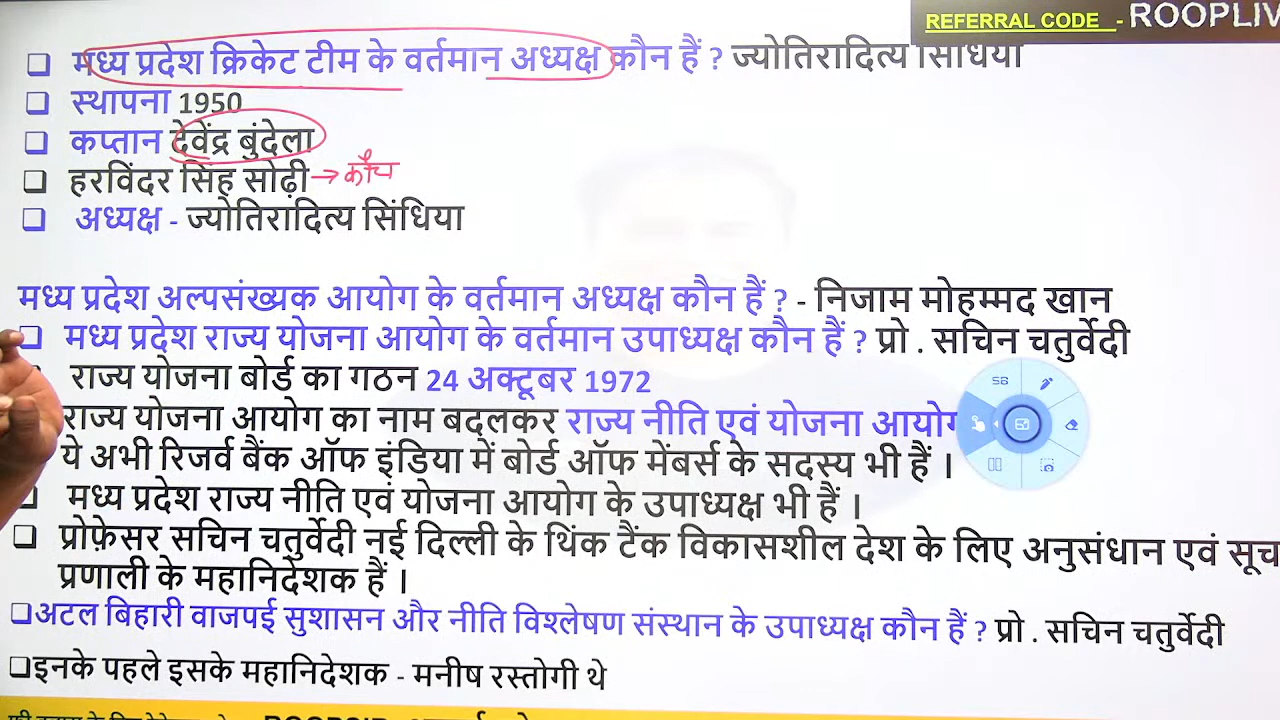 REFERRAL CODE - ROOPLIV
मध्य प्रदेश क्रिकेट टीम के वर्तमान अध्यक्ष कौन हैं ? ज्योतिरादित्य सिंधिया
स्थापना 1950
कप्तान देवेंद्र बुंदेला
हरविंदर सिंह सोढ़ी → कोच
अध्यक्ष - ज्योतिरादित्य सिंधिया
मध्य प्रदेश अल्पसंख्यक आयोग के वर्तमान अध्यक्ष कौन हैं ? - निजाम मोहम्मद खान
मध्य प्रदेश राज्य योजना आयोग के वर्तमान उपाध्यक्ष कौन हैं ? प्रो . सचिन चतुर्वेदी
राज्य योजना बोर्ड का गठन 24 अक्टूबर 1972
राज्य योजना आयोग का नाम बदलकर राज्य नीति एवं योजना आयोग
ये अभी रिजर्व बैंक ऑफ इंडिया में बोर्ड ऑफ मेंबर्स के सदस्य भी हैं ।
मध्य प्रदेश राज्य नीति एवं योजना आयोग के उपाध्यक्ष भी हैं ।
प्रोफ़ेसर सचिन चतुर्वेदी नई दिल्ली के थिंक टैंक विकासशील देश के लिए अनुसंधान एवं सूच
प्रणाली के महानिदेशक हैं ।
अटल बिहारी वाजपई सुशासन और नीति विश्लेषण संस्थान के उपाध्यक्ष कौन हैं ? प्रो . सचिन चतुर्वेदी
इनके पहले इसके महानिदेशक - मनीष रस्तोगी थे